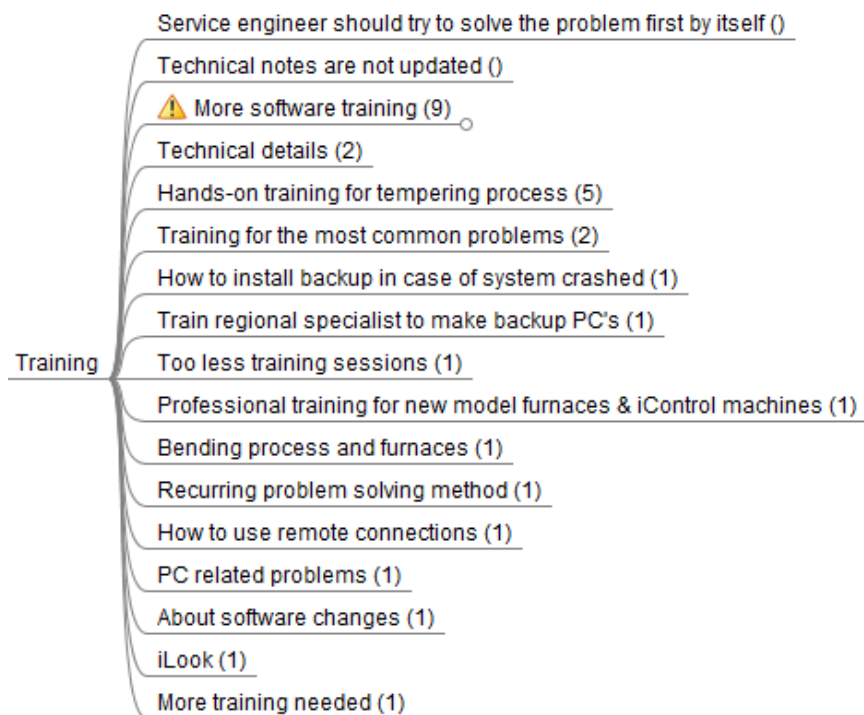 Service engineer should try to solve the problem first by itself ()
Technical notes are not updated ()
More software training (9)
Technical details (2)
Hands-on training for tempering process (5)
Training for the most common problems (2)
How to install backup in case of system crashed (1)
Train regional specialist to make backup PC's (1)
Training
Too less training sessions (1)
Professional training for new model furnaces & iControl machines (1)
Bending process and furnaces (1)
Recurring problem solving method (1)
How to use remote connections (1)
PC related problems (1)
About software changes (1)
iLook (1)
More training needed (1)